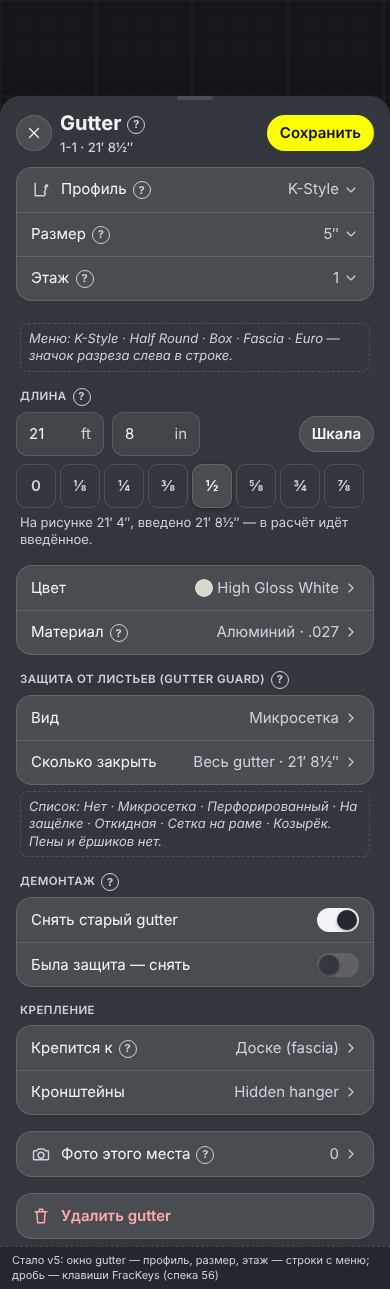 Gutter ?
1-1 · 21′ 8½″
Сохранить
Профиль ? K-Style
Размер ? 5″
Этаж ? 1
Меню: K-Style · Half Round · Box · Fascia · Euro —
значок разреза слева в строке.
ДЛИНА ?
21 ft 8 in Шкала
0 ⅛ ¼ ⅜ ½ ⅝ ¾ ⅞
На рисунке 21′ 4″, введено 21′ 8½″ — в расчёт идёт
введённое.
Цвет High Gloss White
Материал ? Алюминий · .027
ЗАЩИТА ОТ ЛИСТЬЕВ (GUTTER GUARD) ?
Вид Микросетка
Сколько закрыть Весь gutter · 21′ 8½″
Список: Нет · Микросетка · Перфорированный · На
защёлке · Откидная · Сетка на раме · Козырёк.
Пены и ёршиков нет.
ДЕМОНТАЖ ?
Снять старый gutter
Была защита — снять
КРЕПЛЕНИЕ
Крепится к ? Доске (fascia)
Кронштейны Hidden hanger
Фото этого места ? 0
Удалить gutter
Стало v5: окно gutter — профиль, размер, этаж — строки с меню;
дробь — клавиши FracKeys (спека 56)